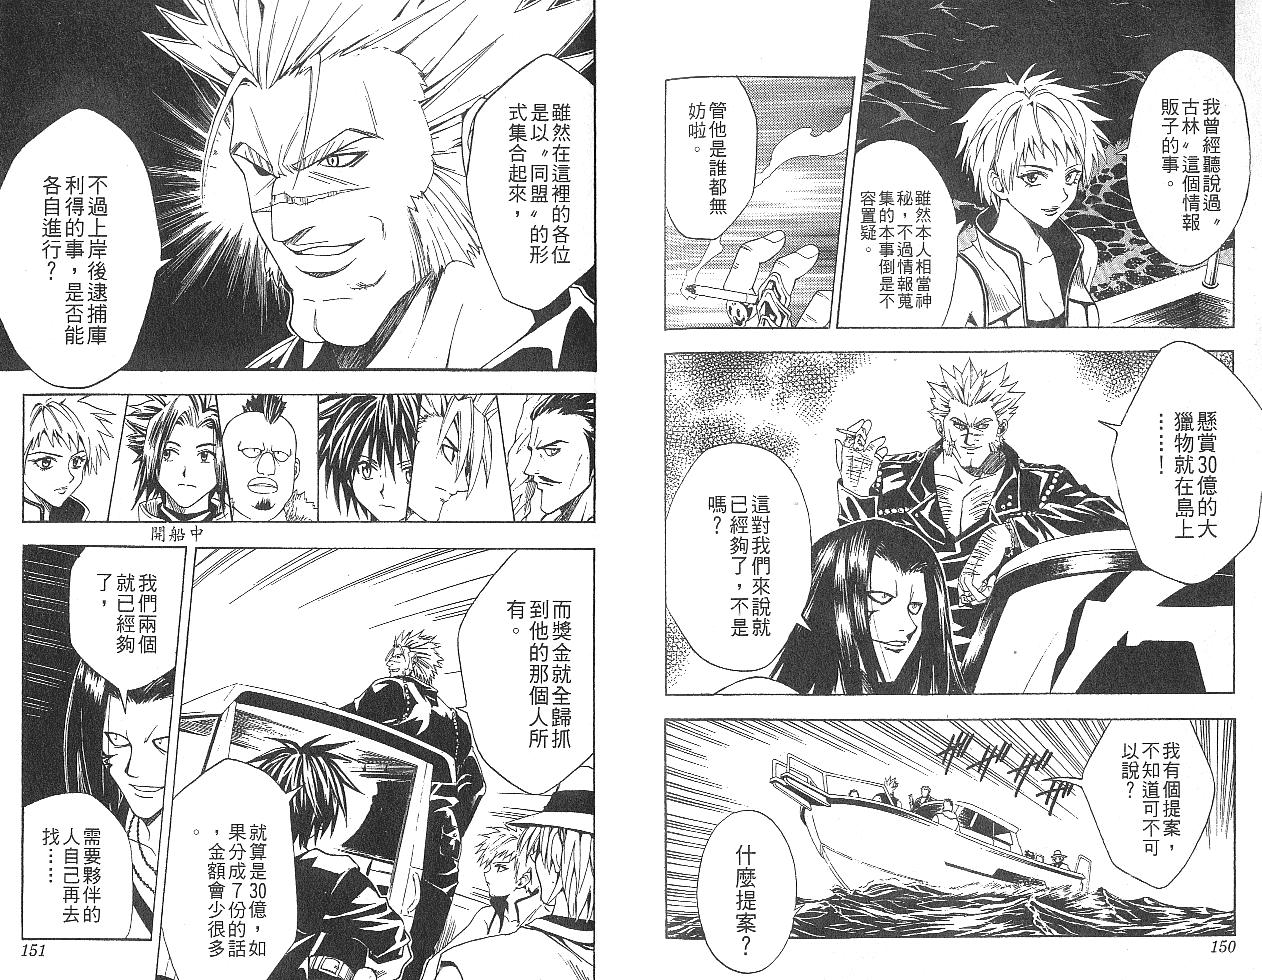 我曾經聽說過〝
古林〞這個情報
販子的事。
雖然本人相當神
秘，不過情報蒐
集的本事倒是不
容置疑。
管他是誰都無
妨啦。
懸賞30億的大
獵物就在島上
……！
這對我們來說就
已經夠了，不是
嗎？
我有個提案，
不知道可不可
以說？
什麼提案？
150
雖然在這裡的各位
是以〝同盟〞的形
式集合起來，
不過上岸後逮捕庫
利得的事，是否能
各自進行？
開船中
而獎金就全歸抓
到他的那個人所
有。
就算是30億，如
果分成7份的話
，金額會少很多
。
我們兩個
就已經夠
了，
需要夥伴的
人自己再去
找……
151